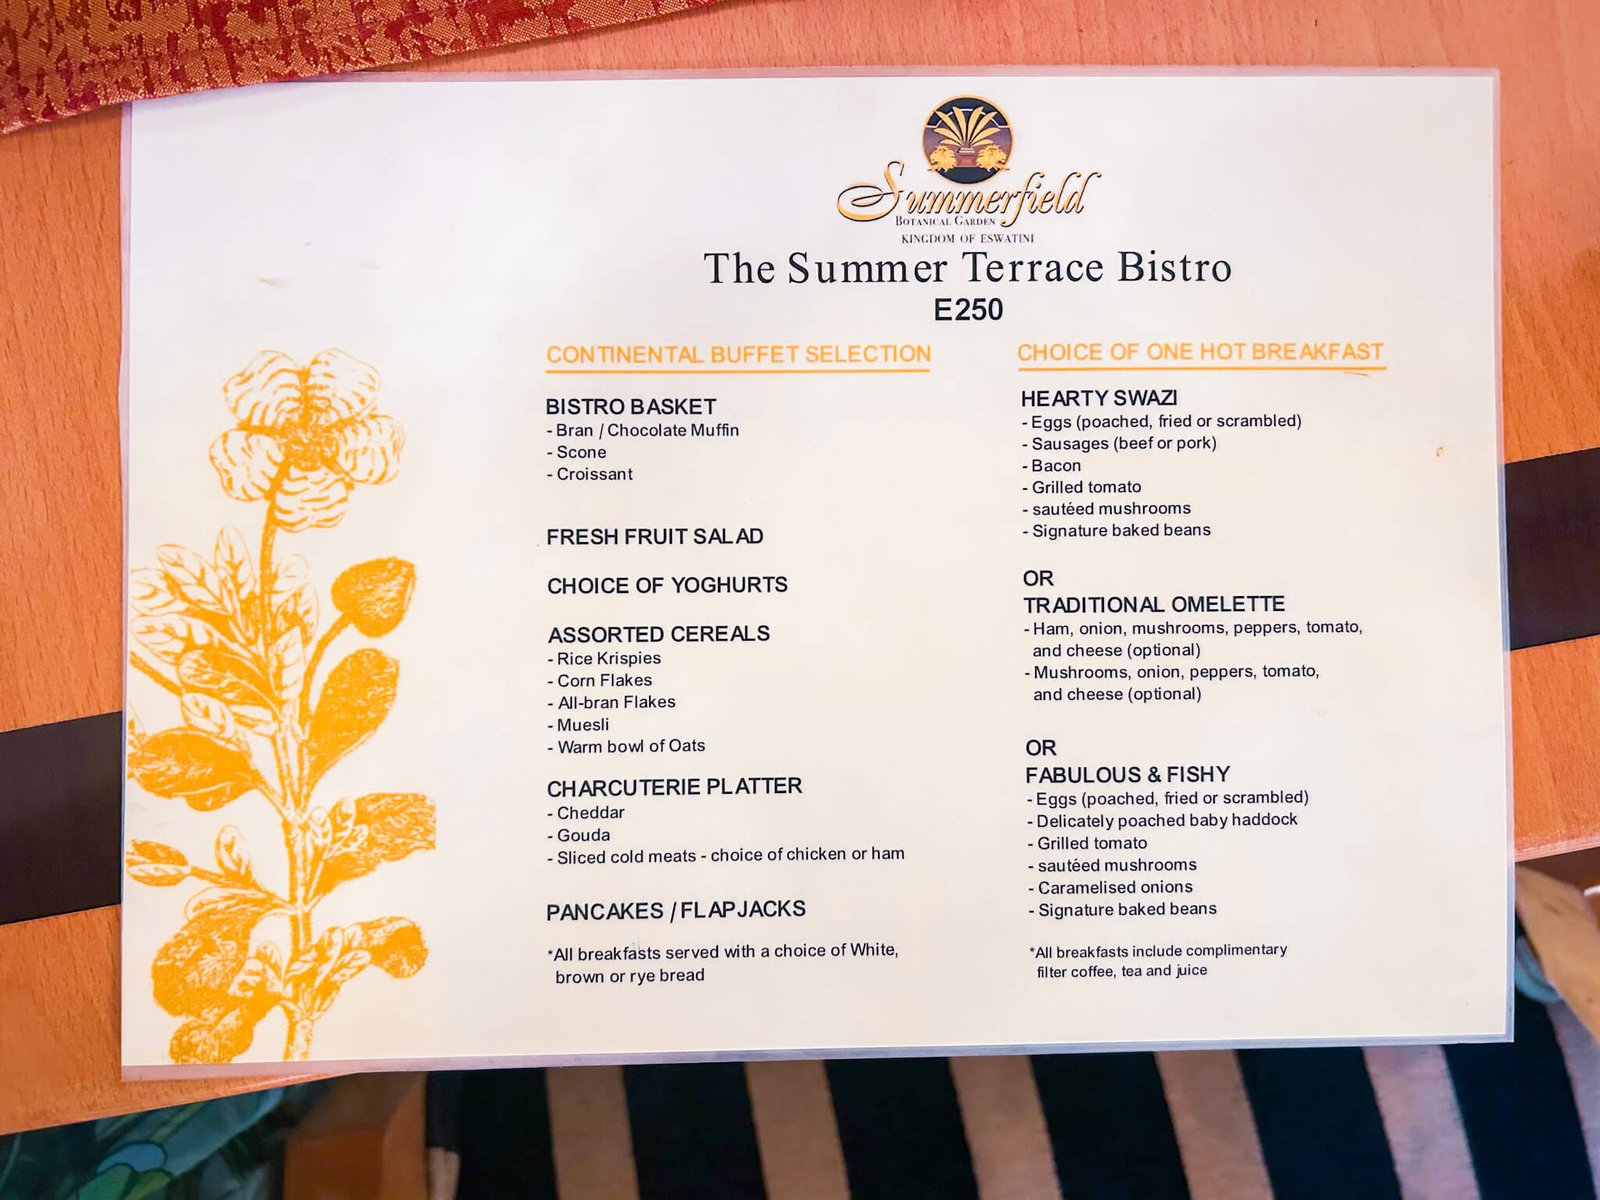 Summerfield
BOTANICAL GARDEN
KINGDOM OF ESWATINI
The Summer Terrace Bistro
E250
CONTINENTAL BUFFET SELECTION
BISTRO BASKET
- Bran / Chocolate Muffin
- Scone
- Croissant
FRESH FRUIT SALAD
CHOICE OF YOGHURTS
ASSORTED CEREALS
- Rice Krispies
- Corn Flakes
- All-bran Flakes
- Muesli
- Warm bowl of Oats
CHARCUTERIE PLATTER
- Cheddar
- Gouda
- Sliced cold meats - choice of chicken or ham
PANCAKES / FLAPJACKS
*All breakfasts served with a choice of White,
brown or rye bread
CHOICE OF ONE HOT BREAKFAST
HEARTY SWAZI
- Eggs (poached, fried or scrambled)
- Sausages (beef or pork)
- Bacon
- Grilled tomato
- sautéed mushrooms
- Signature baked beans
OR
TRADITIONAL OMELETTE
- Ham, onion, mushrooms, peppers, tomato,
and cheese (optional)
- Mushrooms, onion, peppers, tomato,
and cheese (optional)
OR
FABULOUS & FISHY
- Eggs (poached, fried or scrambled)
- Delicately poached baby haddock
- Grilled tomato
- sautéed mushrooms
- Caramelised onions
- Signature baked beans
*All breakfasts include complimentary
filter coffee, tea and juice